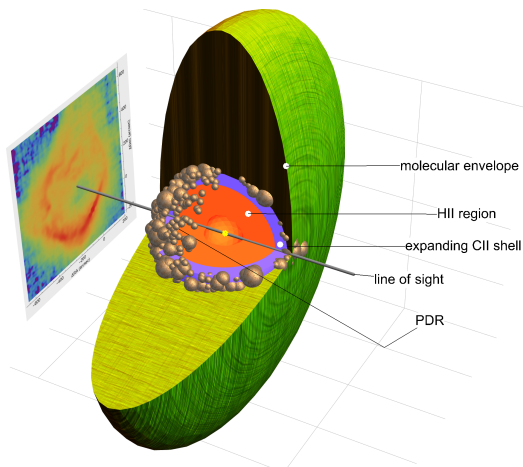 molecular envelope
HII region
expanding CII shell
line of sight
PDR